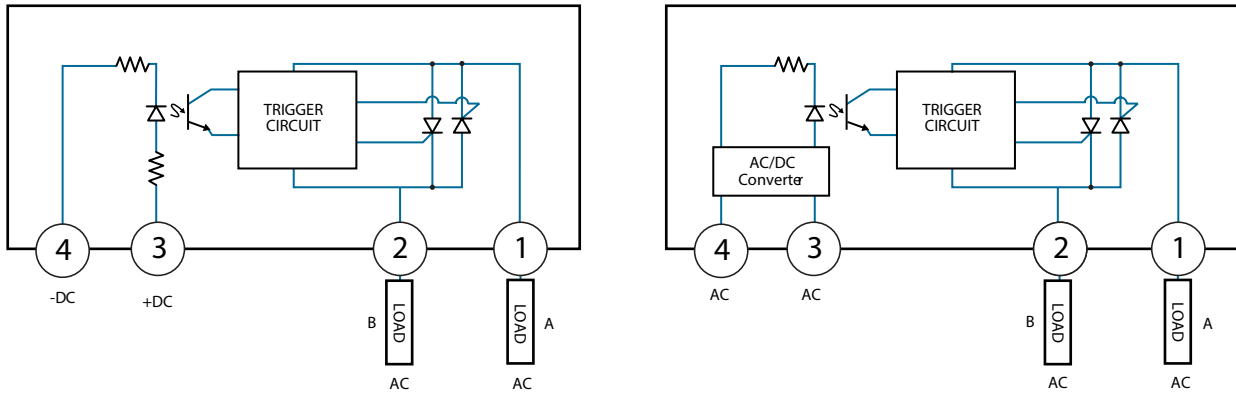 TRIGGER
CIRCUIT
4
3
2
1
-DC
+DC
B
LOAD
LOAD
A
AC
AC
TRIGGER
CIRCUIT
AC/DC
Converter
4
3
2
1
AC
AC
B
LOAD
LOAD
A
AC
AC